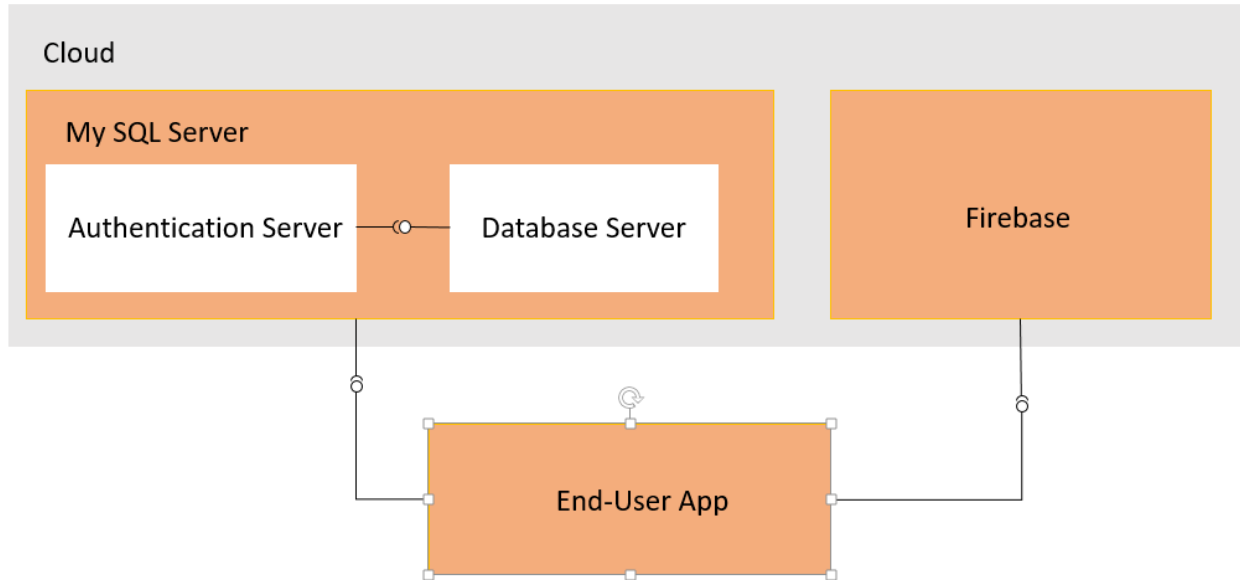 Cloud
My SQL Server
Authentication Server
Database Server
Firebase
End-User App